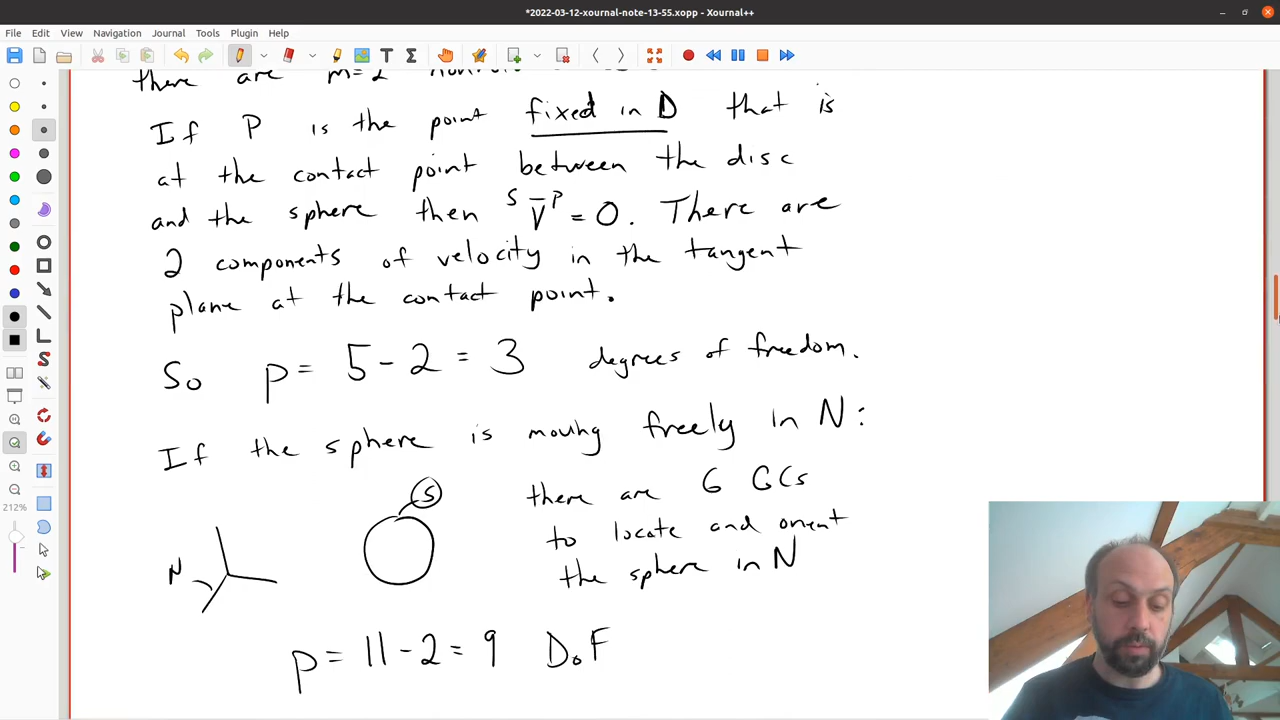 *2022-03-12-xournal-note-13-55.xopp - Xournal++
File Edit View Navigation Journal Tools Plugin Help
there are m=2
If P is the point fixed in D that is
at the contact point between the disc
and the sphere then ˢV̄ᴾ = 0. There are
2 components of velocity in the tangent
plane at the contact point.
So p = 5 - 2 = 3 degrees of freedom.
If the sphere is moving freely in N:
S
there are 6 GCs
to locate and orient
N
the sphere in N
p = 11 - 2 = 9 DoF
212%